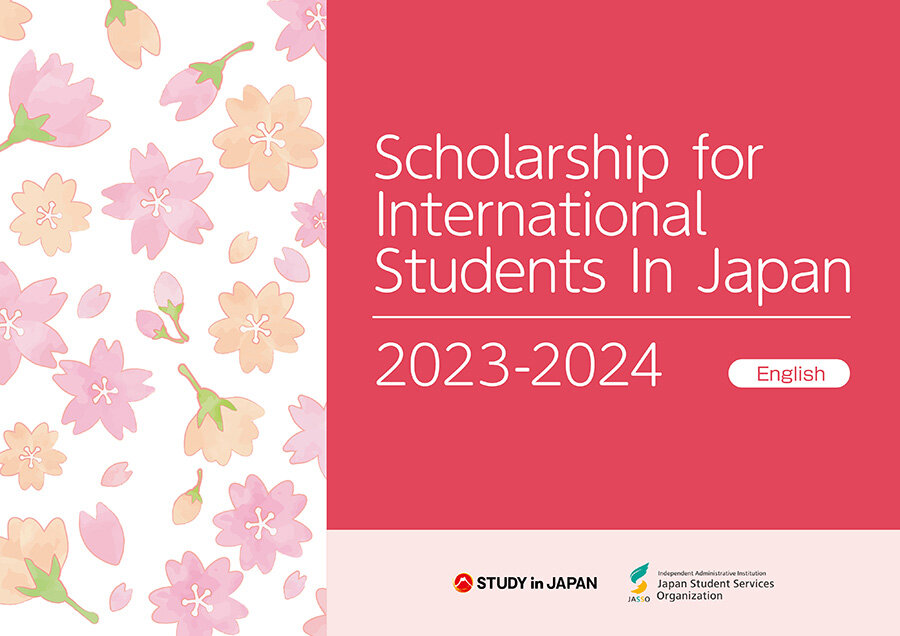 Scholarship for
International
Students In Japan
2023-2024
English
STUDY in JAPAN
Independent Administrative Institution
Japan Student Services
Organization
JASSO